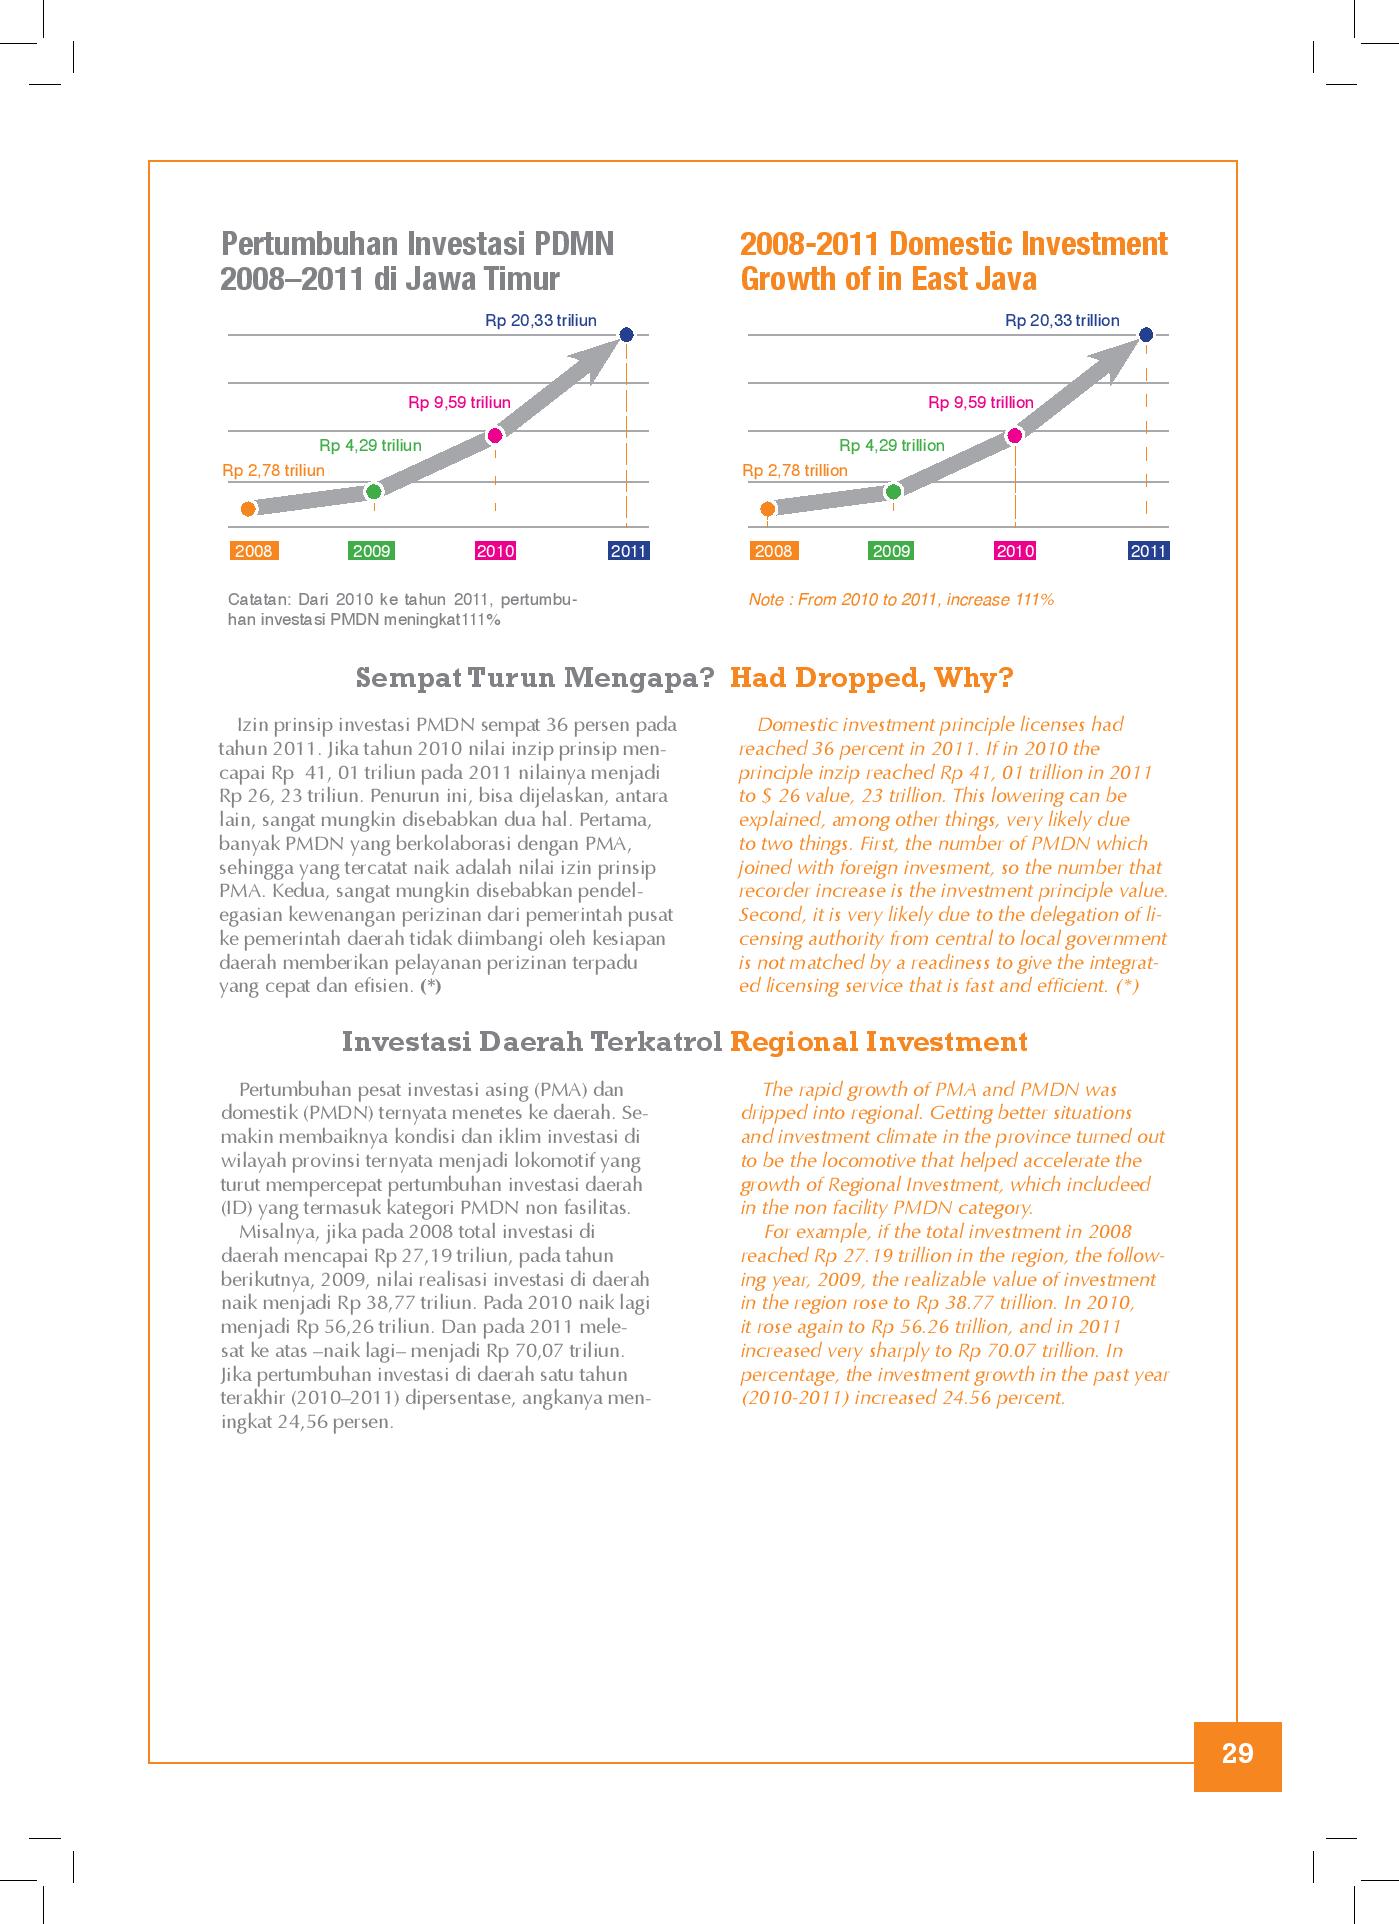 Pertumbuhan Investasi PDMN
2008–2011 di Jawa Timur
Rp 20,33 triliun
Rp 9,59 triliun
Rp 4,29 triliun
Rp 2,78 triliun
2008 2009 2010 2011
Catatan: Dari 2010 ke tahun 2011, pertumbu-
han investasi PMDN meningkat111%
2008-2011 Domestic Investment
Growth of in East Java
Rp 20,33 trillion
Rp 9,59 trillion
Rp 4,29 trillion
Rp 2,78 trillion
2008 2009 2010 2011
Note : From 2010 to 2011, increase 111%
Sempat Turun Mengapa? Had Dropped, Why?
Izin prinsip investasi PMDN sempat 36 persen pada
tahun 2011. Jika tahun 2010 nilai inzip prinsip men-
capai Rp 41, 01 triliun pada 2011 nilainya menjadi
Rp 26, 23 triliun. Penurun ini, bisa dijelaskan, antara
lain, sangat mungkin disebabkan dua hal. Pertama,
banyak PMDN yang berkolaborasi dengan PMA,
sehingga yang tercatat naik adalah nilai izin prinsip
PMA. Kedua, sangat mungkin disebabkan pendel-
egasian kewenangan perizinan dari pemerintah pusat
ke pemerintah daerah tidak diimbangi oleh kesiapan
daerah memberikan pelayanan perizinan terpadu
yang cepat dan efisien. (*)
Domestic investment principle licenses had
reached 36 percent in 2011. If in 2010 the
principle inzip reached Rp 41, 01 trillion in 2011
to $ 26 value, 23 trillion. This lowering can be
explained, among other things, very likely due
to two things. First, the number of PMDN which
joined with foreign invesment, so the number that
recorder increase is the investment principle value.
Second, it is very likely due to the delegation of li-
censing authority from central to local government
is not matched by a readiness to give the integrat-
ed licensing service that is fast and efficient. (*)
Investasi Daerah Terkatrol Regional Investment
Pertumbuhan pesat investasi asing (PMA) dan
domestik (PMDN) ternyata menetes ke daerah. Se-
makin membaiknya kondisi dan iklim investasi di
wilayah provinsi ternyata menjadi lokomotif yang
turut mempercepat pertumbuhan investasi daerah
(ID) yang termasuk kategori PMDN non fasilitas.
Misalnya, jika pada 2008 total investasi di
daerah mencapai Rp 27,19 triliun, pada tahun
berikutnya, 2009, nilai realisasi investasi di daerah
naik menjadi Rp 38,77 triliun. Pada 2010 naik lagi
menjadi Rp 56,26 triliun. Dan pada 2011 mele-
sat ke atas –naik lagi– menjadi Rp 70,07 triliun.
Jika pertumbuhan investasi di daerah satu tahun
terakhir (2010–2011) dipersentase, angkanya men-
ingkat 24,56 persen.
The rapid growth of PMA and PMDN was
dripped into regional. Getting better situations
and investment climate in the province turned out
to be the locomotive that helped accelerate the
growth of Regional Investment, which includeed
in the non facility PMDN category.
For example, if the total investment in 2008
reached Rp 27.19 trillion in the region, the follow-
ing year, 2009, the realizable value of investment
in the region rose to Rp 38.77 trillion. In 2010,
it rose again to Rp 56.26 trillion, and in 2011
increased very sharply to Rp 70.07 trillion. In
percentage, the investment growth in the past year
(2010-2011) increased 24.56 percent.
29